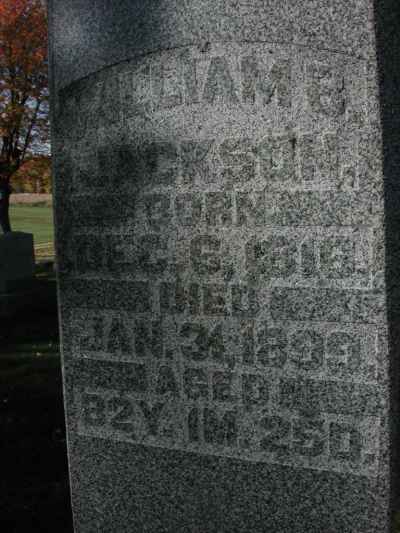 WILLIAM B.
JACKSON,
BORN
DEC. 6, 1816.
DIED
JAN. 31, 1899,
AGED
82Y. 1M. 25D.